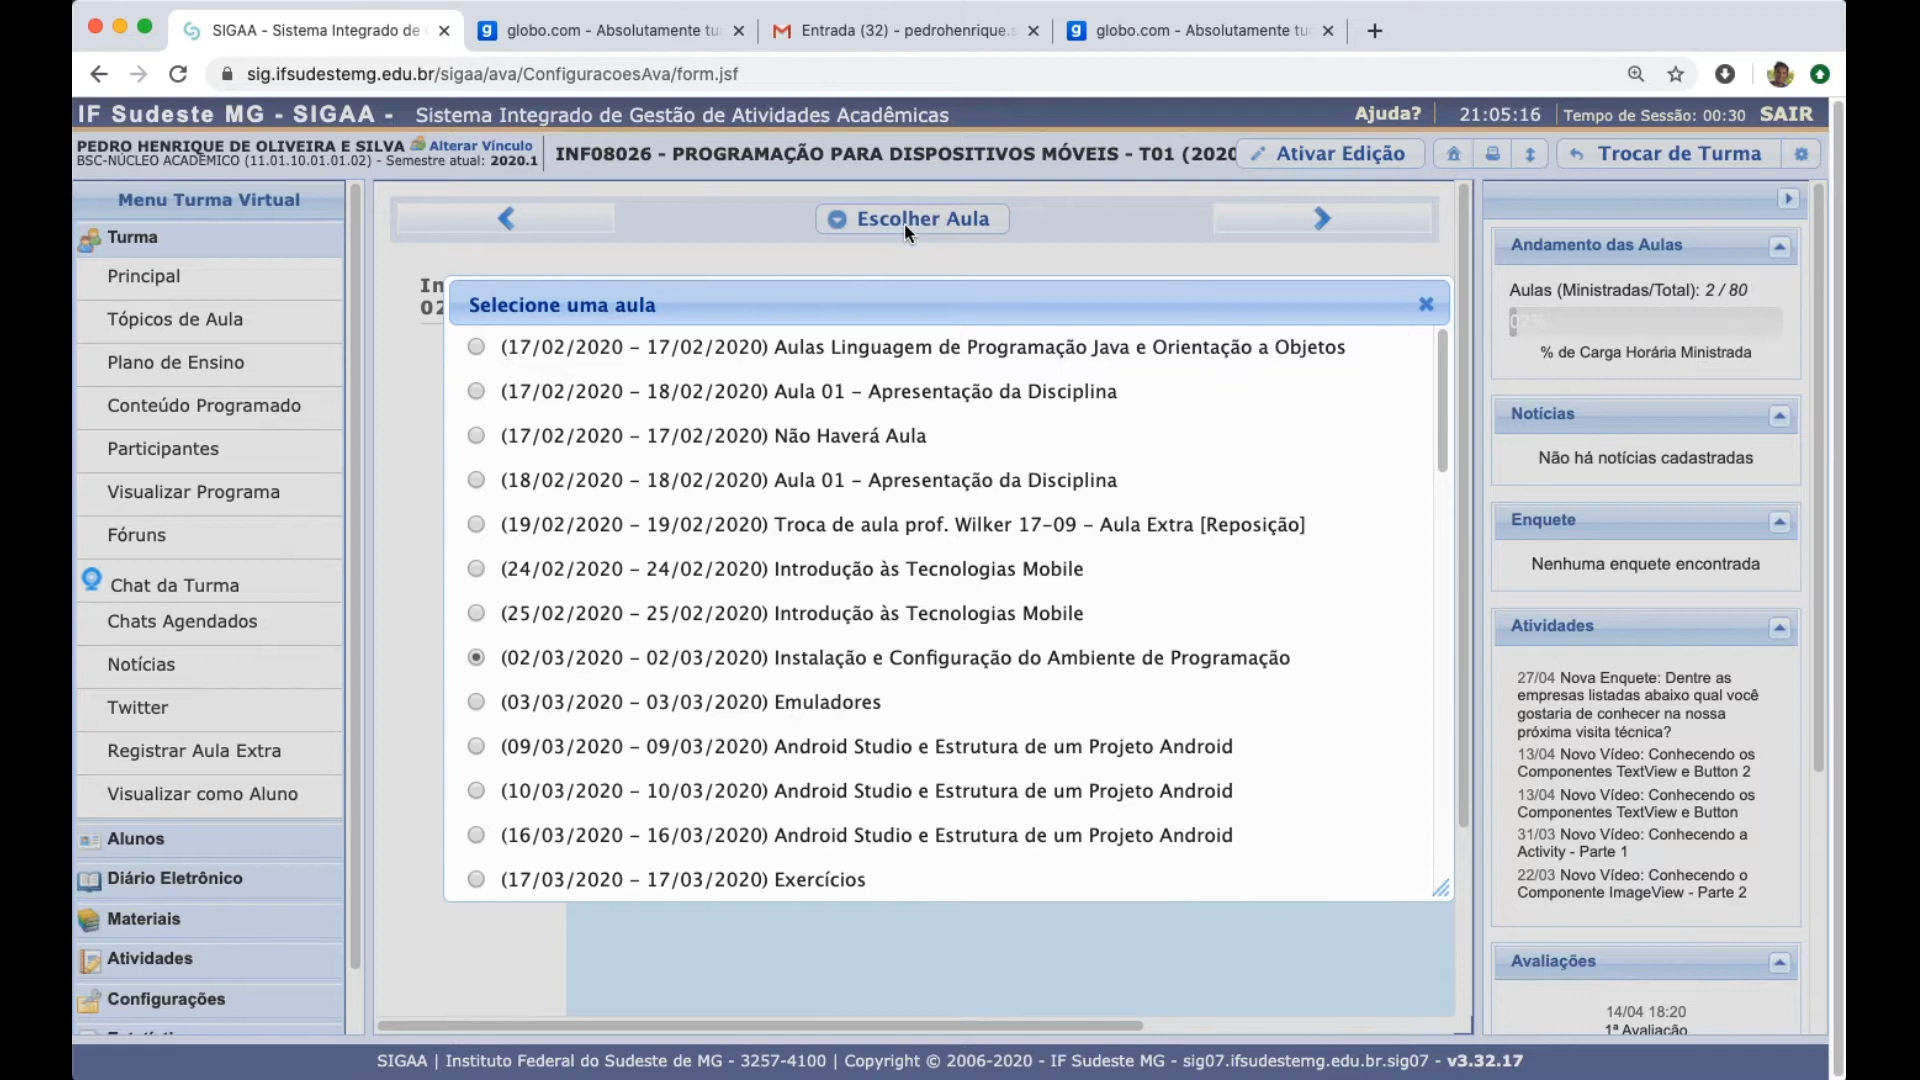 SIGAA - Sistema Integrado de
globo.com - Absolutamente tu
Entrada (32) - pedrohenrique.s
globo.com - Absolutamente tu
sig.ifsudestemg.edu.br/sigaa/ava/ConfiguracoesAva/form.jsf
IF Sudeste MG - SIGAA - Sistema Integrado de Gestão de Atividades Acadêmicas
Ajuda? 21:05:16 Tempo de Sessão: 00:30 SAIR
PEDRO HENRIQUE DE OLIVEIRA E SILVA Alterar Vínculo
BSC-NÚCLEO ACADÊMICO (11.01.10.01.01.02) - Semestre atual: 2020.1
INF08026 - PROGRAMAÇÃO PARA DISPOSITIVOS MÓVEIS - T01 (2020
Ativar Edição
Trocar de Turma
Menu Turma Virtual
Turma
Principal
Tópicos de Aula
Plano de Ensino
Conteúdo Programado
Participantes
Visualizar Programa
Fóruns
Chat da Turma
Chats Agendados
Notícias
Twitter
Registrar Aula Extra
Visualizar como Aluno
Alunos
Diário Eletrônico
Materiais
Atividades
Configurações
Escolher Aula
In
02
Selecione uma aula
(17/02/2020 - 17/02/2020) Aulas Linguagem de Programação Java e Orientação a Objetos
(17/02/2020 - 18/02/2020) Aula 01 - Apresentação da Disciplina
(17/02/2020 - 17/02/2020) Não Haverá Aula
(18/02/2020 - 18/02/2020) Aula 01 - Apresentação da Disciplina
(19/02/2020 - 19/02/2020) Troca de aula prof. Wilker 17-09 - Aula Extra [Reposição]
(24/02/2020 - 24/02/2020) Introdução às Tecnologias Mobile
(25/02/2020 - 25/02/2020) Introdução às Tecnologias Mobile
(02/03/2020 - 02/03/2020) Instalação e Configuração do Ambiente de Programação
(03/03/2020 - 03/03/2020) Emuladores
(09/03/2020 - 09/03/2020) Android Studio e Estrutura de um Projeto Android
(10/03/2020 - 10/03/2020) Android Studio e Estrutura de um Projeto Android
(16/03/2020 - 16/03/2020) Android Studio e Estrutura de um Projeto Android
(17/03/2020 - 17/03/2020) Exercícios
Andamento das Aulas
Aulas (Ministradas/Total): 2 / 80
% de Carga Horária Ministrada
Notícias
Não há notícias cadastradas
Enquete
Nenhuma enquete encontrada
Atividades
27/04 Nova Enquete: Dentre as
empresas listadas abaixo qual você
gostaria de conhecer na nossa
próxima visita técnica?
13/04 Novo Vídeo: Conhecendo os
Componentes TextView e Button 2
13/04 Novo Vídeo: Conhecendo os
Componentes TextView e Button
31/03 Novo Vídeo: Conhecendo a
Activity - Parte 1
22/03 Novo Vídeo: Conhecendo o
Componente ImageView - Parte 2
Avaliações
14/04 18:20
1ª Avaliação
SIGAA | Instituto Federal do Sudeste de MG - 3257-4100 | Copyright © 2006-2020 - IF Sudeste MG - sig07.ifsudestemg.edu.br.sig07 - v3.32.17